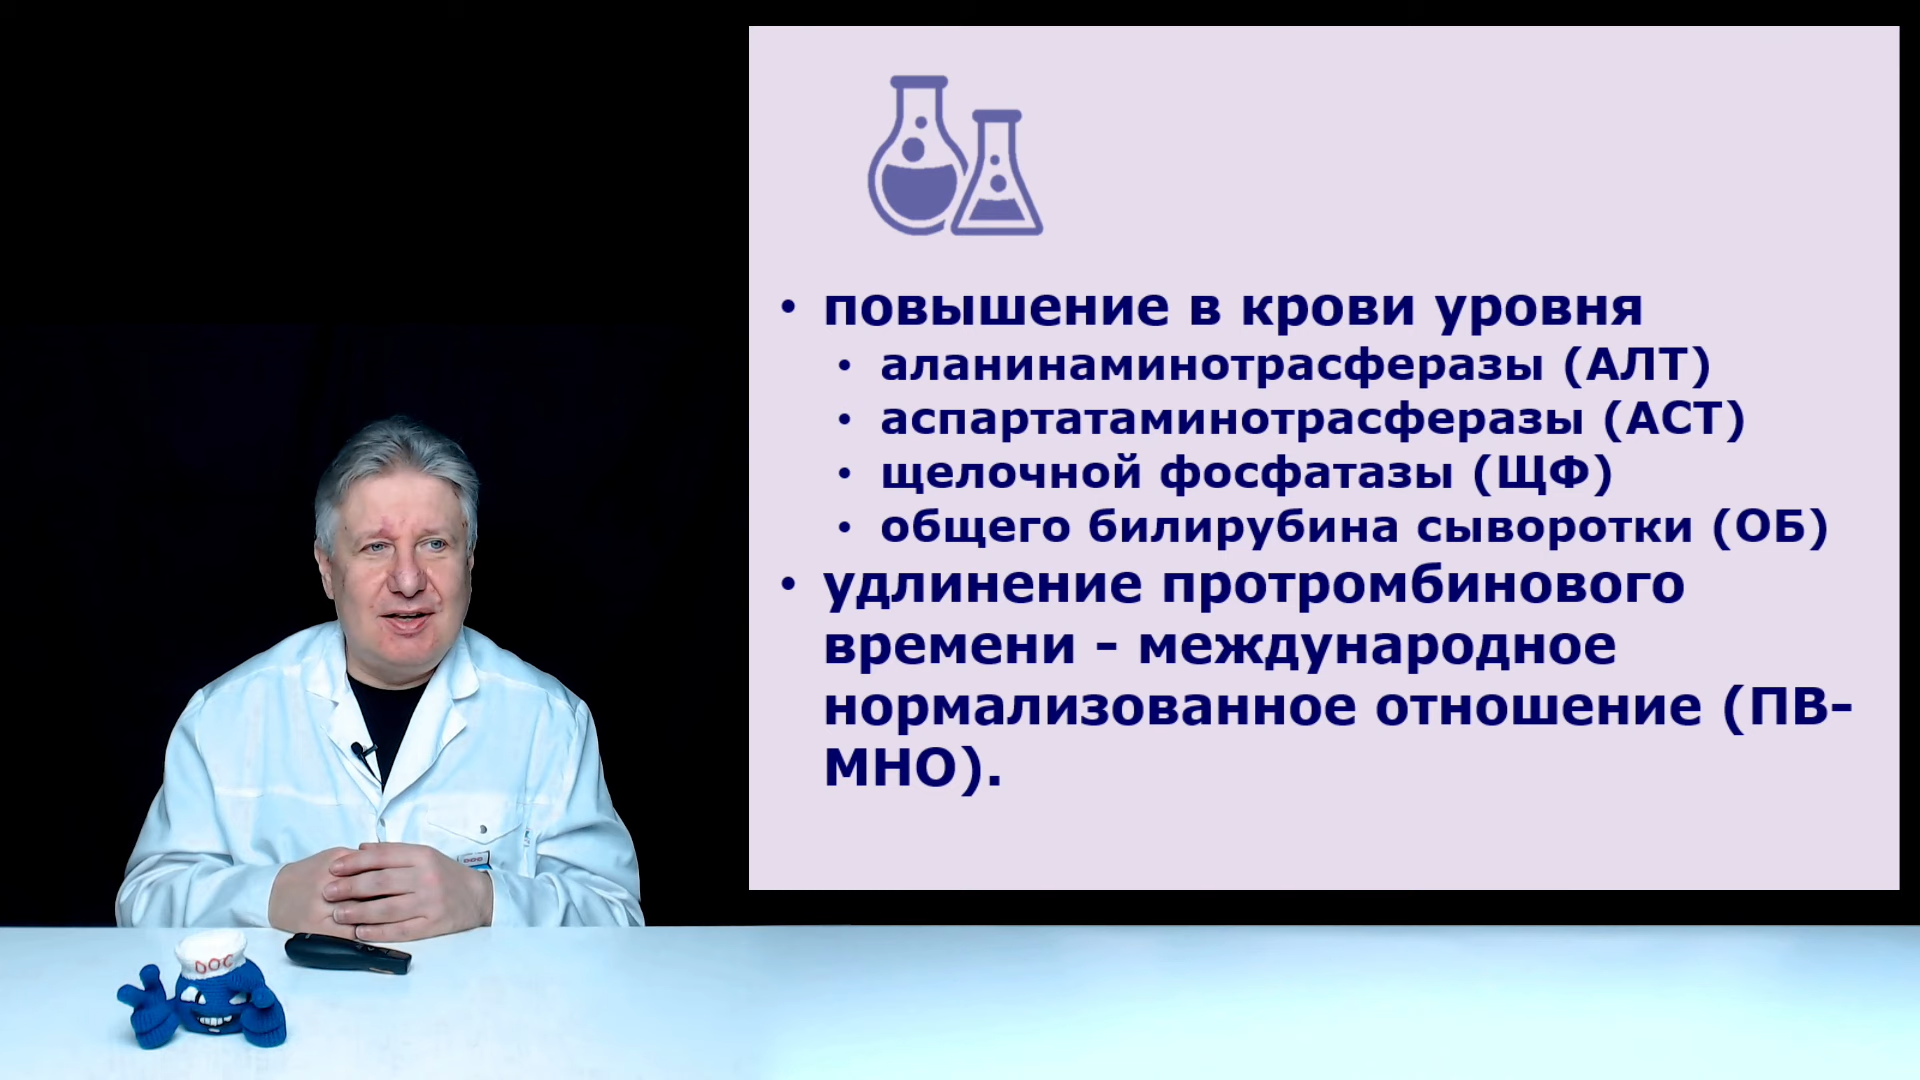 • повышение в крови уровня
• аланинаминотрасферазы (АЛТ)
• аспартатаминотрасферазы (АСТ)
• щелочной фосфатазы (ЩФ)
• общего билирубина сыворотки (ОБ)
• удлинение протромбинового
времени - международное
нормализованное отношение (ПВ-
МНО).
DOC